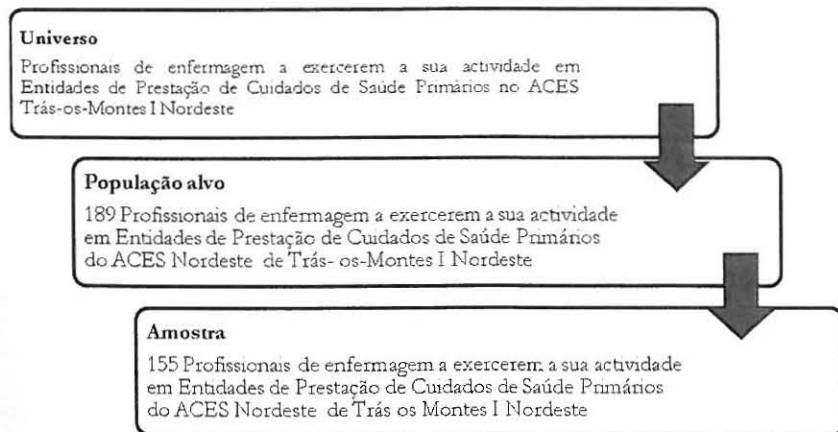 Universo
Profissionais de enfermagem a exercerem a sua actividade em
Entidades de Prestação de Cuidados de Saúde Primários no ACES
Trás-os-Montes I Nordeste
População alvo
189 Profissionais de enfermagem a exercerem a sua actividade
em Entidades de Prestação de Cuidados de Saúde Primários
do ACES Nordeste de Trás- os-Montes I Nordeste
Amostra
155 Profissionais de enfermagem a exercerem a sua actividade
em Entidades de Prestação de Cuidados de Saúde Primários
do ACES Nordeste de Trás os Montes I Nordeste